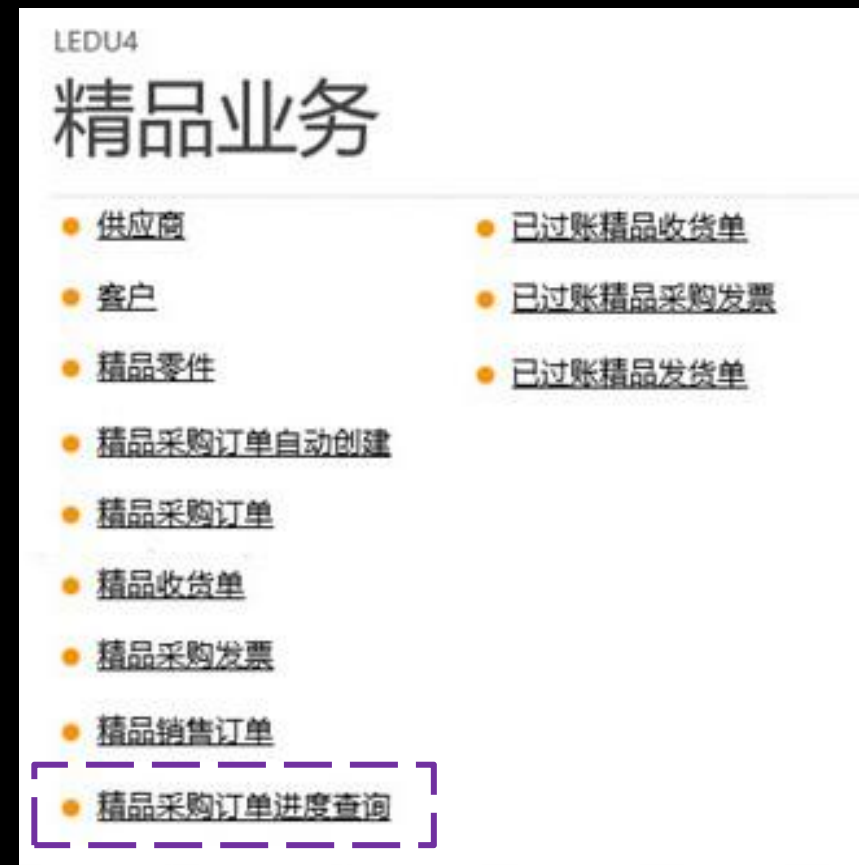 LEDU4
精品业务
供应商
客户
精品零件
精品采购订单自动创建
精品采购订单
精品收货单
精品采购发票
精品销售订单
精品采购订单进度查询
已过账精品收货单
已过账精品采购发票
已过账精品发货单